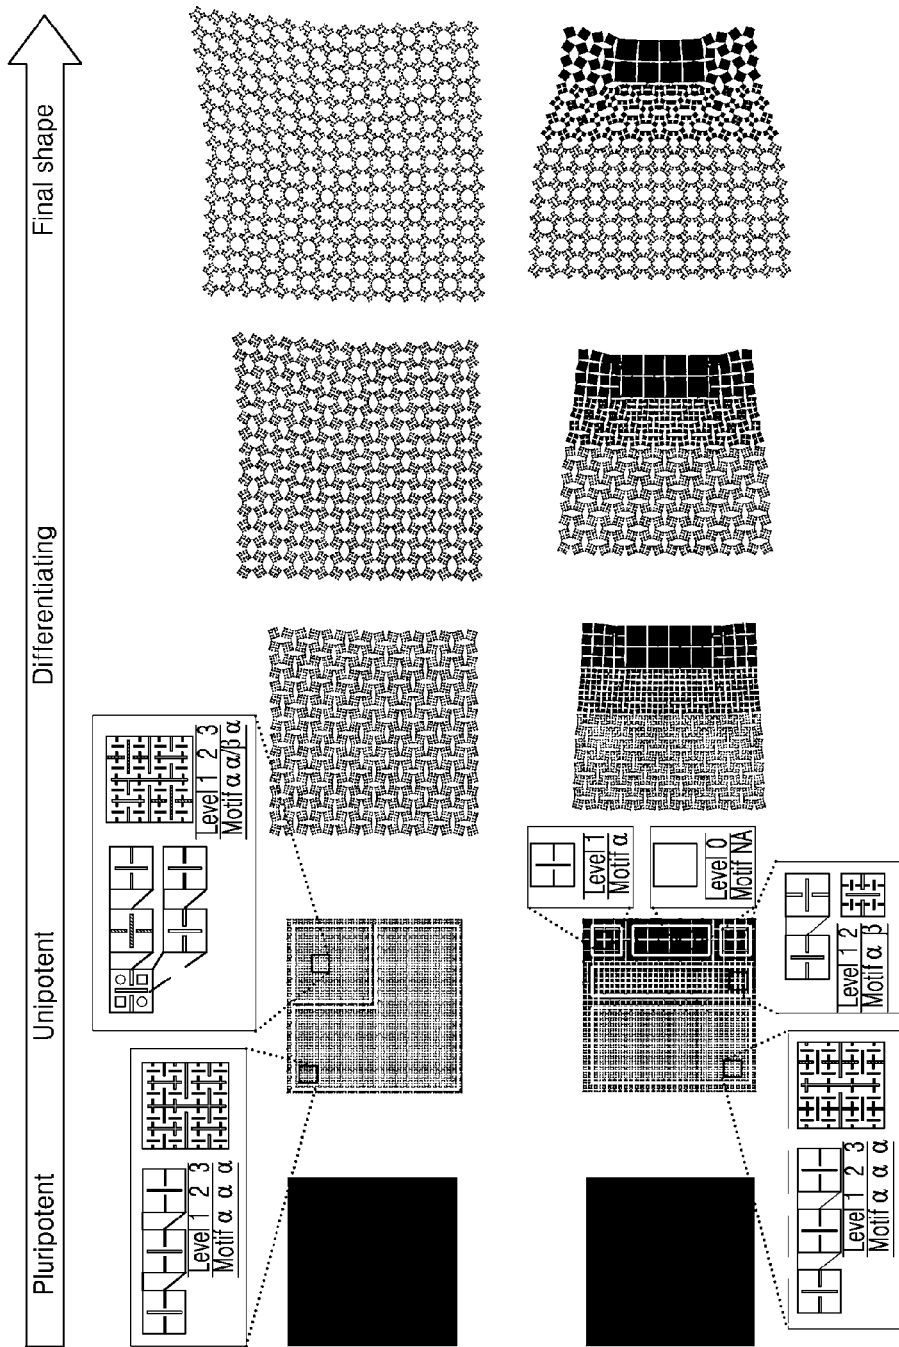 Pluripotent Unipotent Differentiating Final shape
Level 1 2 3
Motif α α α
Level 1 2 3
Motif α α/β α
Level 1
Motif α
Level 0
Motif NA
Level 1 2
Motif α β
Level 1 2 3
Motif α α α